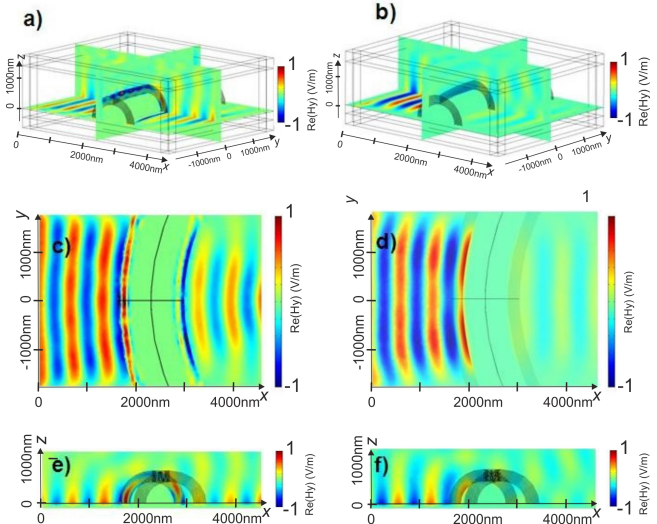 a)
z
1000nm
0
0
2000nm
4000nm
x
-1000nm
0
1000nm
y
1
-1
Re(Hy) (V/m)
b)
z
1000nm
0
0
2000nm
4000nm
x
-1000nm
0
1000nm
y
1
-1
Re(Hy) (V/m)
c)
y
1000nm
0
-1000nm
0
2000nm
4000nm
x
1
-1
Re(Hy) (V/m)
d)
y
1000nm
0
-1000nm
0
2000nm
4000nm
x
1
-1
Re(Hy) (V/m)
e)
z
1000nm
0
0
2000nm
4000nm
x
IM
1
-1
Re(Hy) (V/m)
f)
z
1000nm
0
0
2000nm
4000nm
x
1
-1
Re(Hy) (V/m)